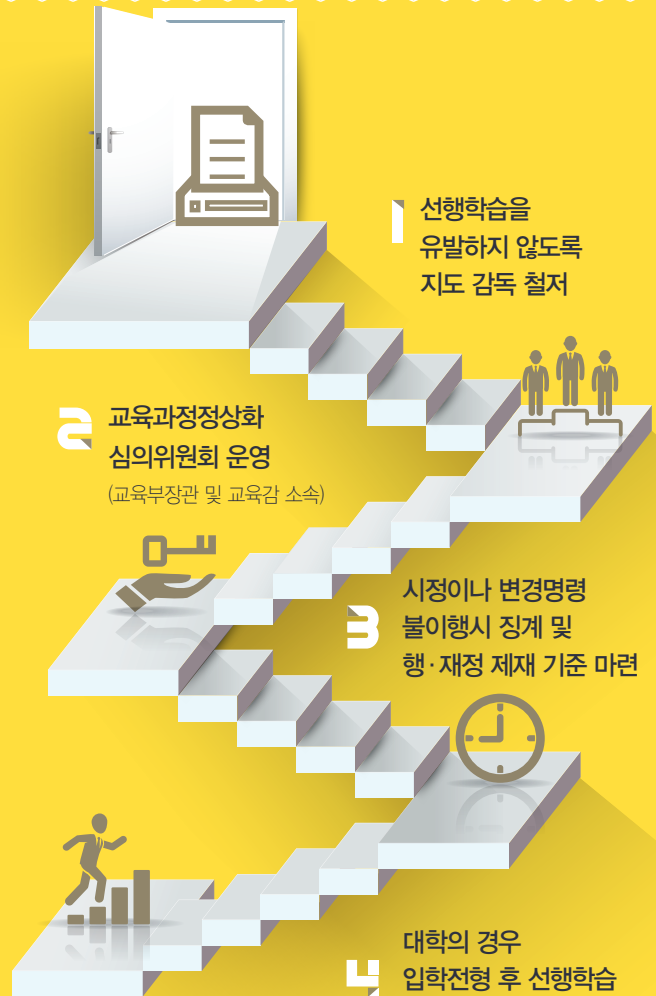 1 선행학습을
유발하지 않도록
지도 감독 철저
2 교육과정정상화
심의위원회 운영
(교육부장관 및 교육감 소속)
3 시정이나 변경명령
불이행시 징계 및
행·재정 제재 기준 마련
4 대학의 경우
입학전형 후 선행학습